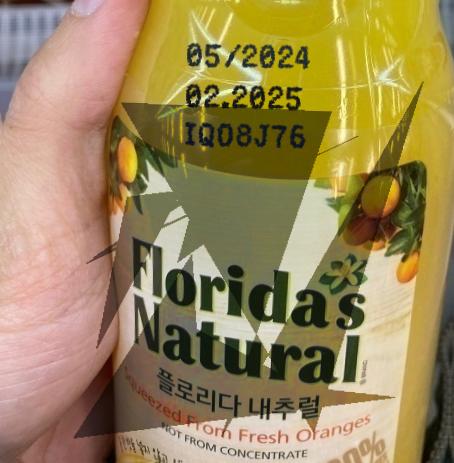 05/2024
02.2025
IQO8J76
Florida's
Natural
플로리다 내추럴
Squeezed From Fresh Oranges
NOT FROM CONCENTRATE